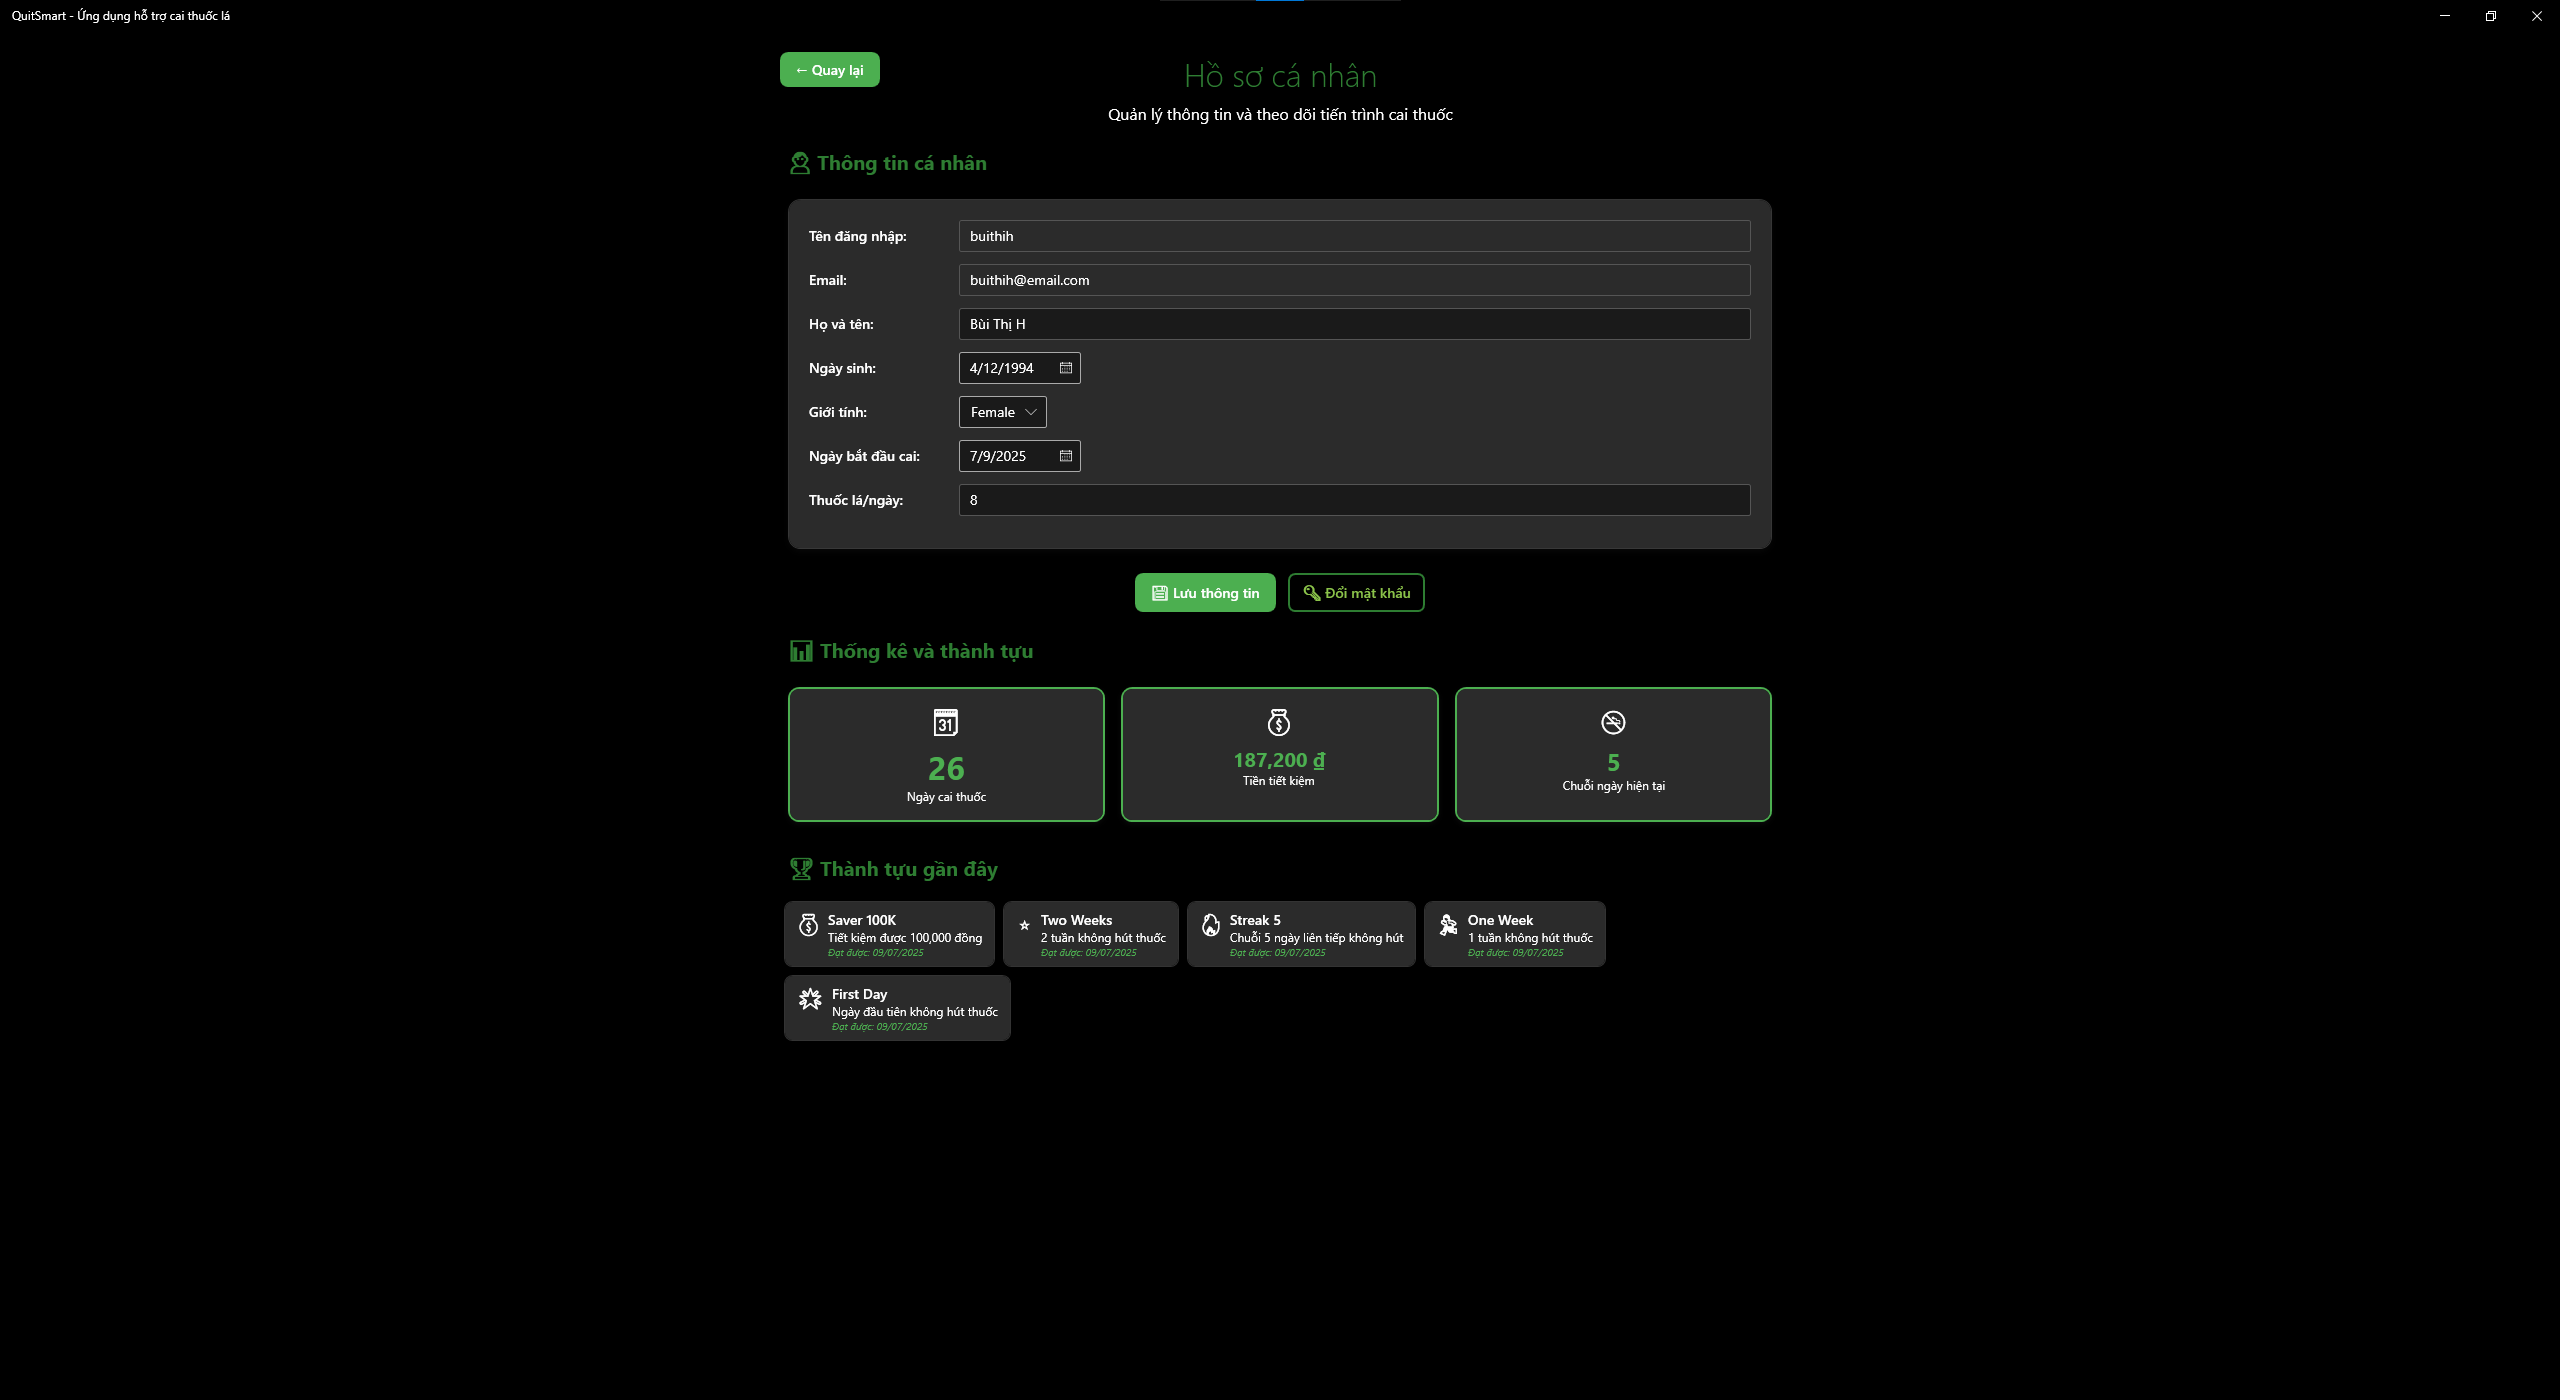 QuitSmart - Ứng dụng hỗ trợ cai thuốc lá
← Quay lại
Hồ sơ cá nhân
Quản lý thông tin và theo dõi tiến trình cai thuốc
Thông tin cá nhân
Tên đăng nhập: buithih
Email: buithih@email.com
Họ và tên: Bùi Thị H
Ngày sinh: 4/12/1994
Giới tính: Female
Ngày bắt đầu cai: 7/9/2025
Thuốc lá/ngày: 8
Lưu thông tin
Đổi mật khẩu
Thống kê và thành tựu
31
26
Ngày cai thuốc
187,200 ₫
Tiền tiết kiệm
5
Chuỗi ngày hiện tại
Thành tựu gần đây
Saver 100K
Tiết kiệm được 100,000 đồng
Đạt được: 09/07/2025
Two Weeks
2 tuần không hút thuốc
Đạt được: 09/07/2025
Streak 5
Chuỗi 5 ngày liên tiếp không hút
Đạt được: 09/07/2025
One Week
1 tuần không hút thuốc
Đạt được: 09/07/2025
First Day
Ngày đầu tiên không hút thuốc
Đạt được: 09/07/2025